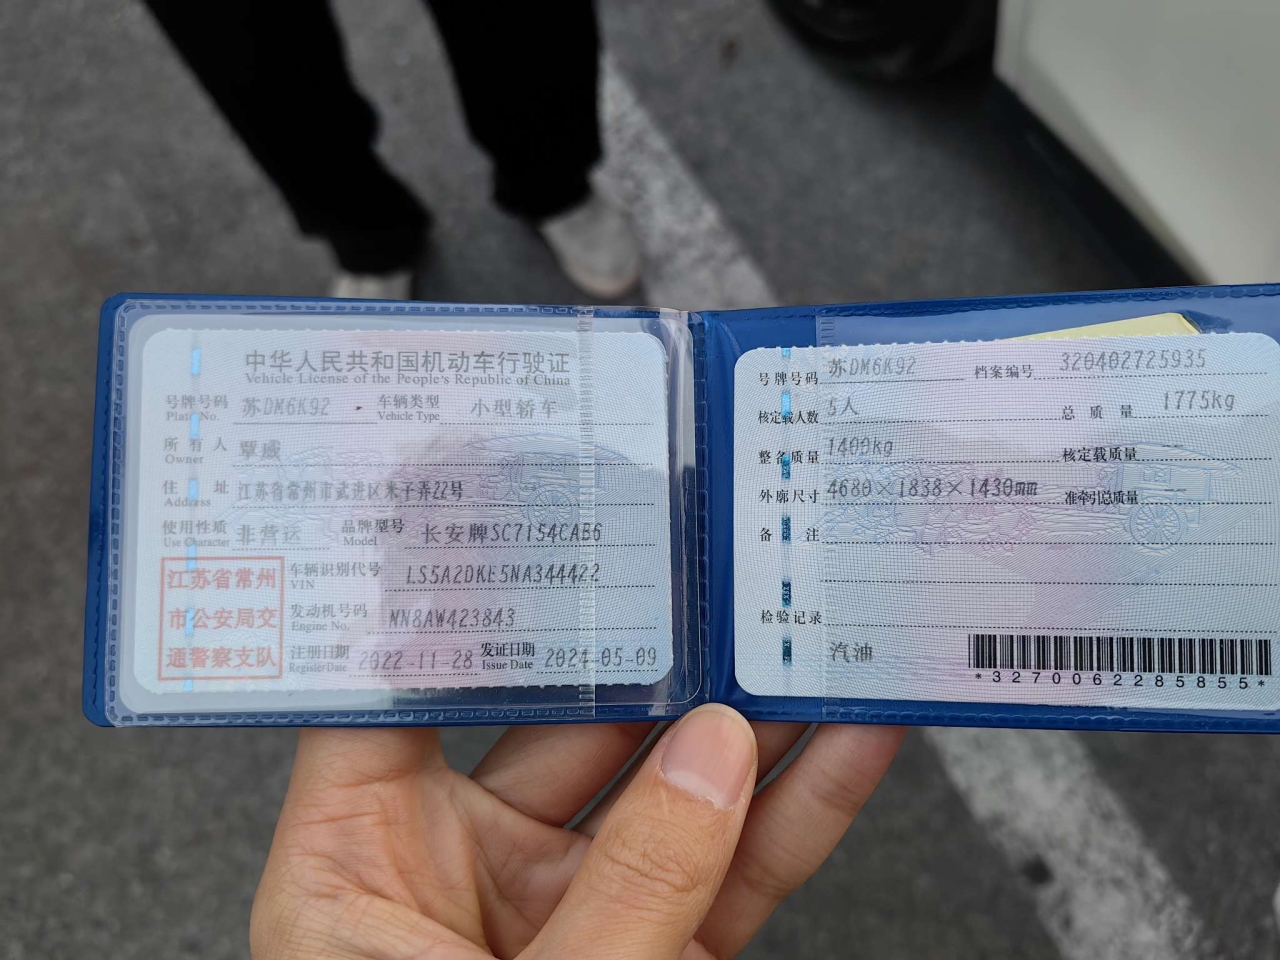 中华人民共和国机动车行驶证
Vehicle License of the People's Republic of China
号牌号码 苏DM6K92 车辆类型 小型轿车
Plate No. Vehicle Type
所有人 覃威
Owner
住址 江苏省常州市武进区米子弄22号
Address
使用性质 非营运 品牌型号 长安牌SC7154CAB6
Use Character Model
江苏省常州
市公安局交
通警察支队
车辆识别代号 LS5A2DKE5NA344422
VIN
发动机号码 NN8AW423843
Engine No.
注册日期 2022-11-28 发证日期 2024-05-09
Register Date Issue Date
号牌号码 苏DM6K92 档案编号 320402725935
核定载人数 5人 总质量 1775kg
整备质量 1400kg 核定载质量 --
外廓尺寸 4680×1838×1430mm 准牵引总质量 --
备注
检验记录
汽油
*3270062285855*